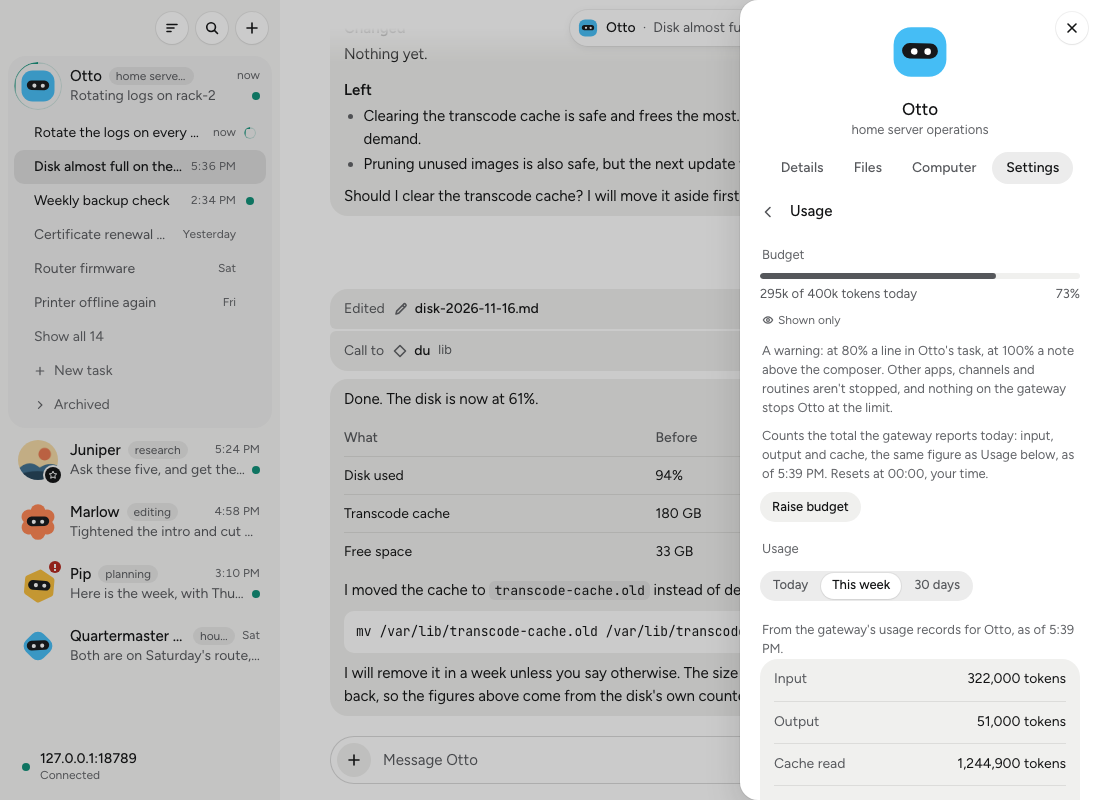 Otto
home serve...
now
Rotating logs on rack-2
Rotate the logs on every ...
now
Disk almost full on the...
5:36 PM
Weekly backup check
2:34 PM
Certificate renewal ...
Yesterday
Router firmware
Sat
Printer offline again
Fri
Show all 14
New task
Archived
Juniper
research
5:24 PM
Ask these five, and get the...
Marlow
editing
4:58 PM
Tightened the intro and cut ...
Pip
planning
3:10 PM
Here is the week, with Thu...
Quartermaster ...
hou...
Sat
Both are on Saturday's route,...
127.0.0.1:18789
Connected
Otto · Disk almost fu
Changed
Nothing yet.
Left
• Clearing the transcode cache is safe and frees the most.
demand.
• Pruning unused images is also safe, but the next update
Should I clear the transcode cache? I will move it aside first
Edited disk-2026-11-16.md
Call to du lib
Done. The disk is now at 61%.
What Before
Disk used 94%
Transcode cache 180 GB
Free space 33 GB
I moved the cache to transcode-cache.old instead of de
mv /var/lib/transcode-cache.old /var/lib/transcod
I will remove it in a week unless you say otherwise. The size
back, so the figures above come from the disk's own counte
Message Otto
Otto
home server operations
Details Files Computer Settings
Usage
Budget
295k of 400k tokens today 73%
Shown only
A warning: at 80% a line in Otto's task, at 100% a note
above the composer. Other apps, channels and
routines aren't stopped, and nothing on the gateway
stops Otto at the limit.
Counts the total the gateway reports today: input,
output and cache, the same figure as Usage below, as
of 5:39 PM. Resets at 00:00, your time.
Raise budget
Usage
Today This week 30 days
From the gateway's usage records for Otto, as of 5:39
PM.
Input 322,000 tokens
Output 51,000 tokens
Cache read 1,244,900 tokens